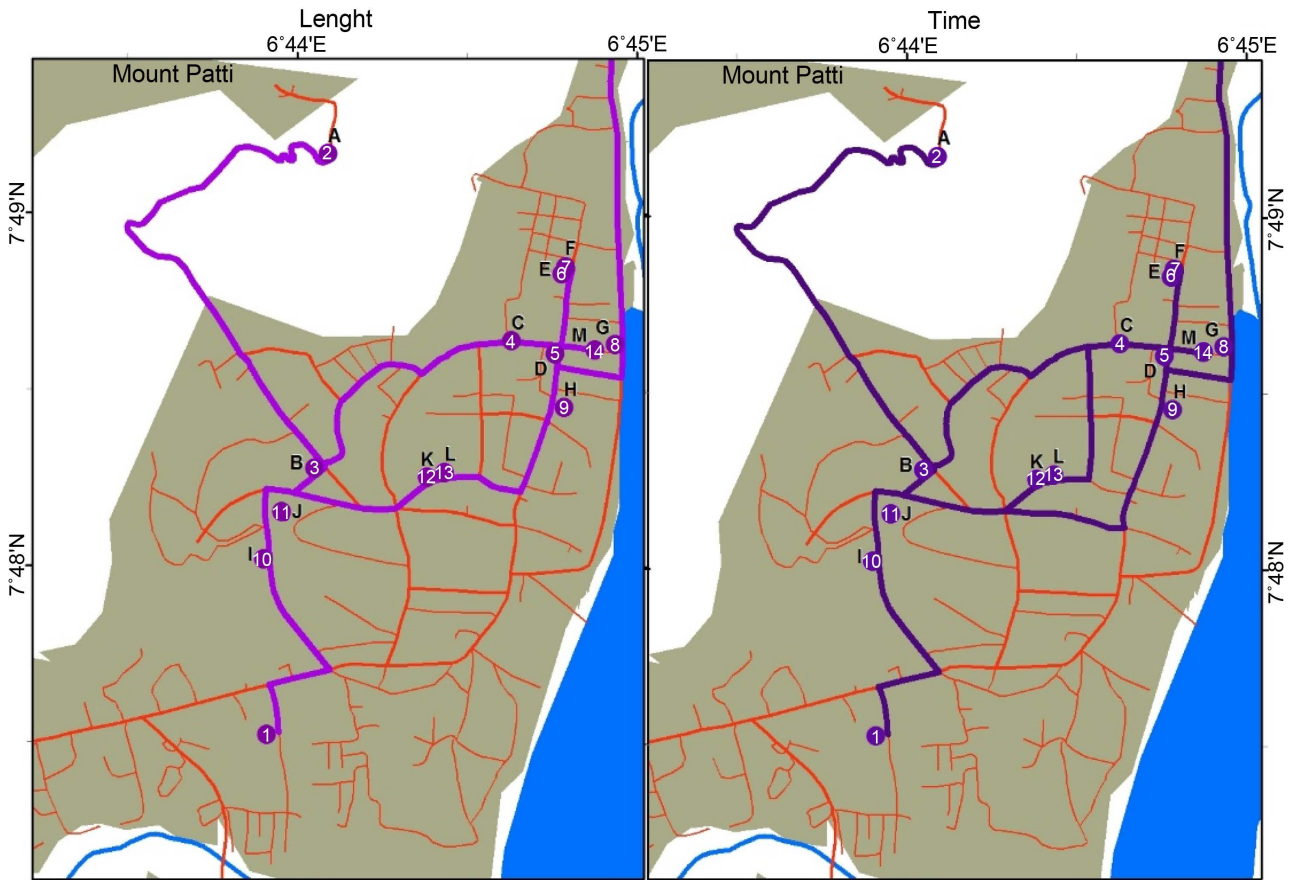 Lenght Time
6°44'E 6°45'E 6°44'E 6°45'E
Mount Patti Mount Patti
A A
2 2
7°49'N 7°49'N
F F
E 7 E 7
6 6
C M G C M G
4 5 14 8 4 5 14 8
D D
H H
9 9
B 3 K L B 3 K L
12 13 12 13
11 J 11 J
I 10 I 10
7°48'N 7°48'N
1 1